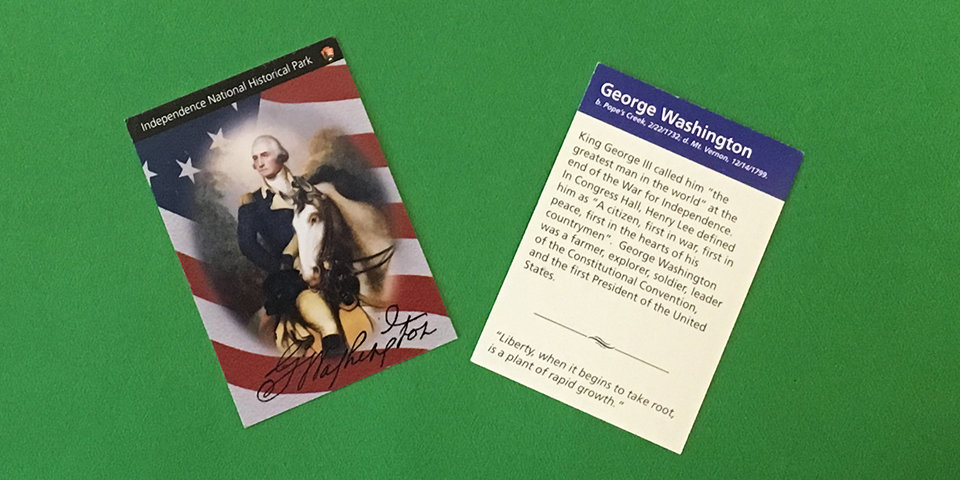 Independence National Historical Park
G Washington
George Washington
b. Pope's Creek, 2/22/1732, d. Mt. Vernon, 12/14/1799.
King George III called him "the
greatest man in the world" at the
end of the War for Independence.
In Congress Hall, Henry Lee defined
him as "A citizen, first in war, first in
peace, first in the hearts of his
countrymen". George Washington
was a farmer, explorer, soldier, leader
of the Constitutional Convention,
and the first President of the United
States.
"Liberty, when it begins to take root,
is a plant of rapid growth."